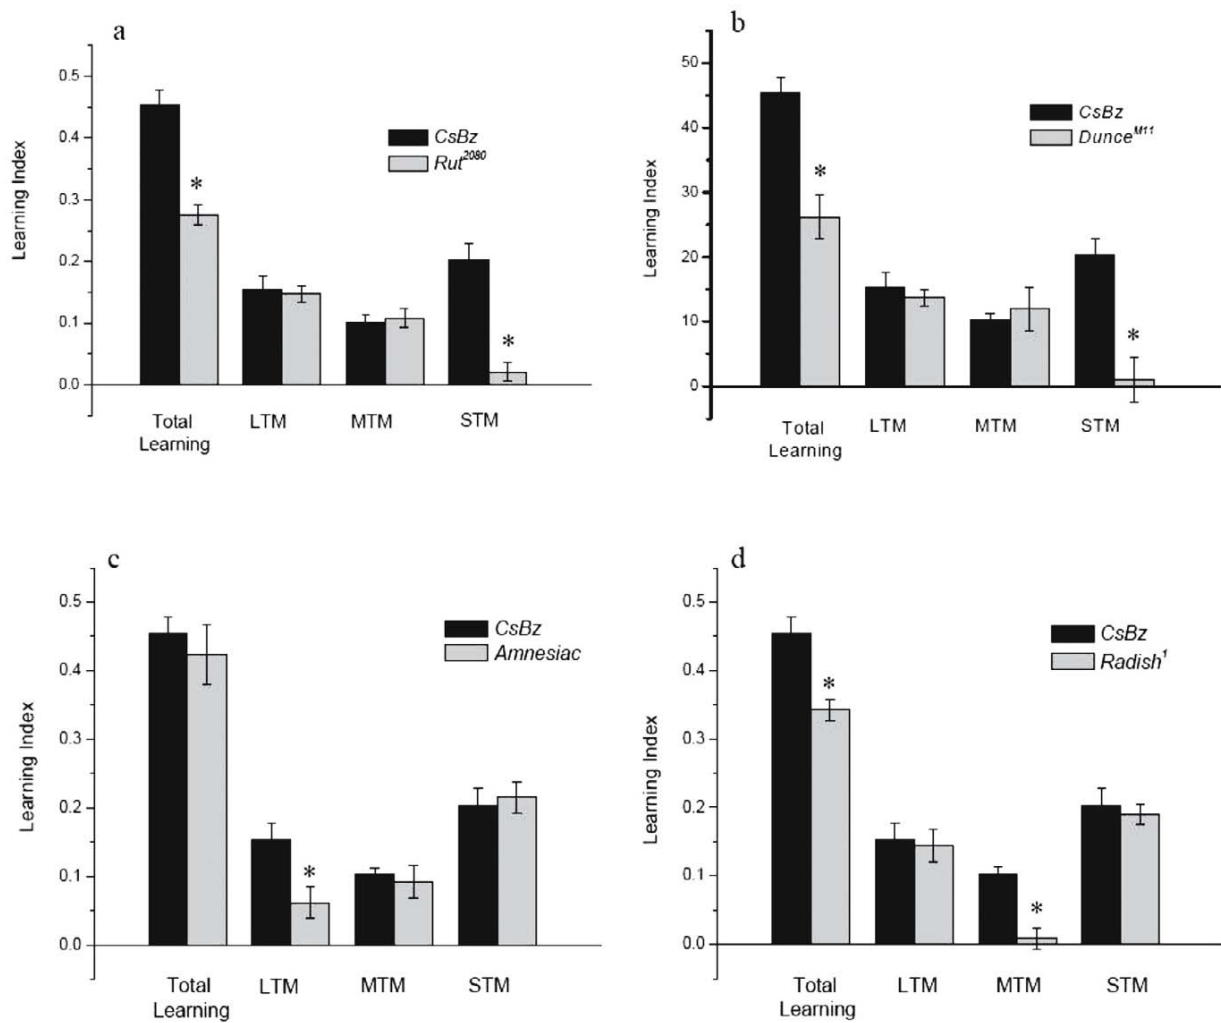 a
0.5
0.4
0.3
0.2
0.1
0.0
Learning Index
CsBz
Rut2080
*
*
Total
Learning
LTM
MTM
STM
b
50
40
30
20
10
0
Learning Index
CsBz
DunceM11
*
*
Total
Learning
LTM
MTM
STM
c
0.5
0.4
0.3
0.2
0.1
0.0
Learning Index
CsBz
Amnesiac
*
Total
Learning
LTM
MTM
STM
d
0.5
0.4
0.3
0.2
0.1
0.0
Learning Index
CsBz
Radish1
*
*
Total
Learning
LTM
MTM
STM